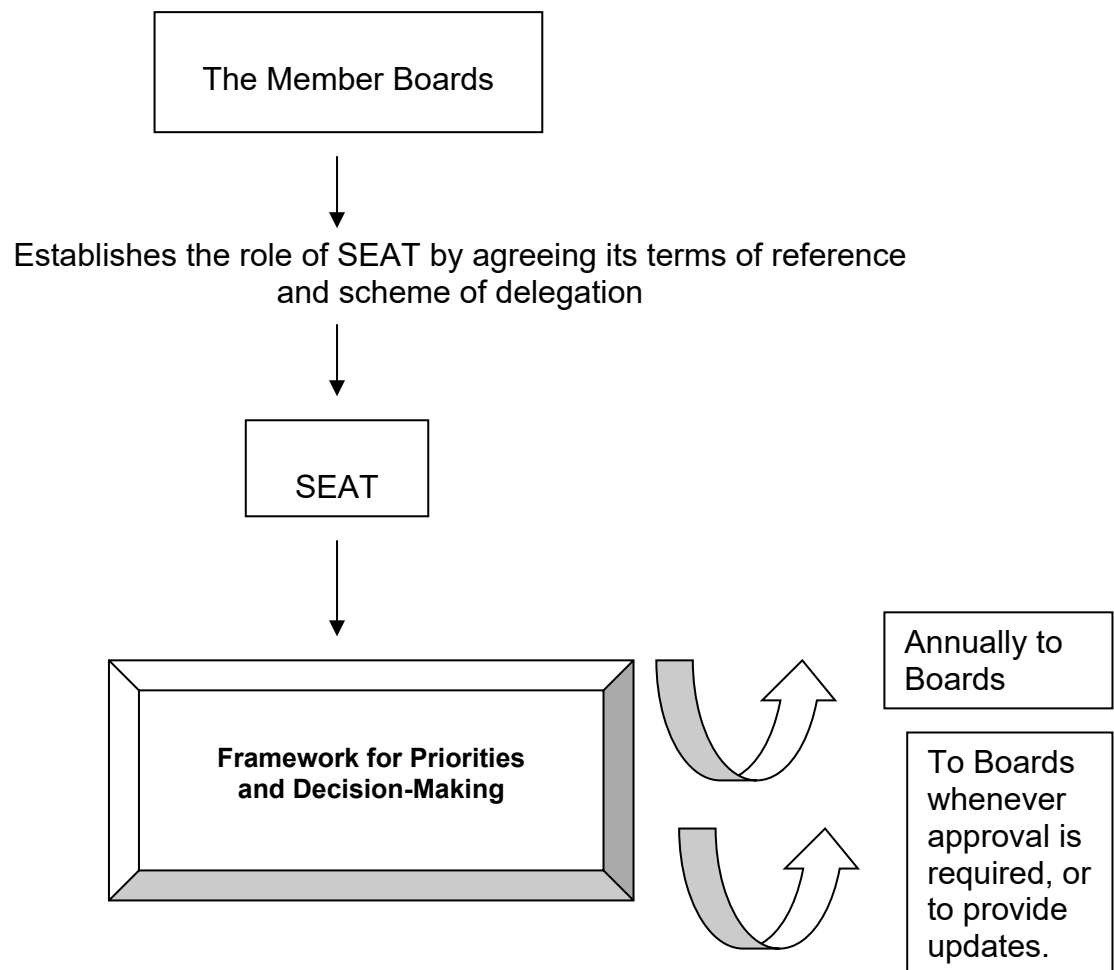 The Member Boards
Establishes the role of SEAT by agreeing its terms of reference
and scheme of delegation
SEAT
Framework for Priorities
and Decision-Making
Annually to
Boards
To Boards
whenever
approval is
required, or
to provide
updates.